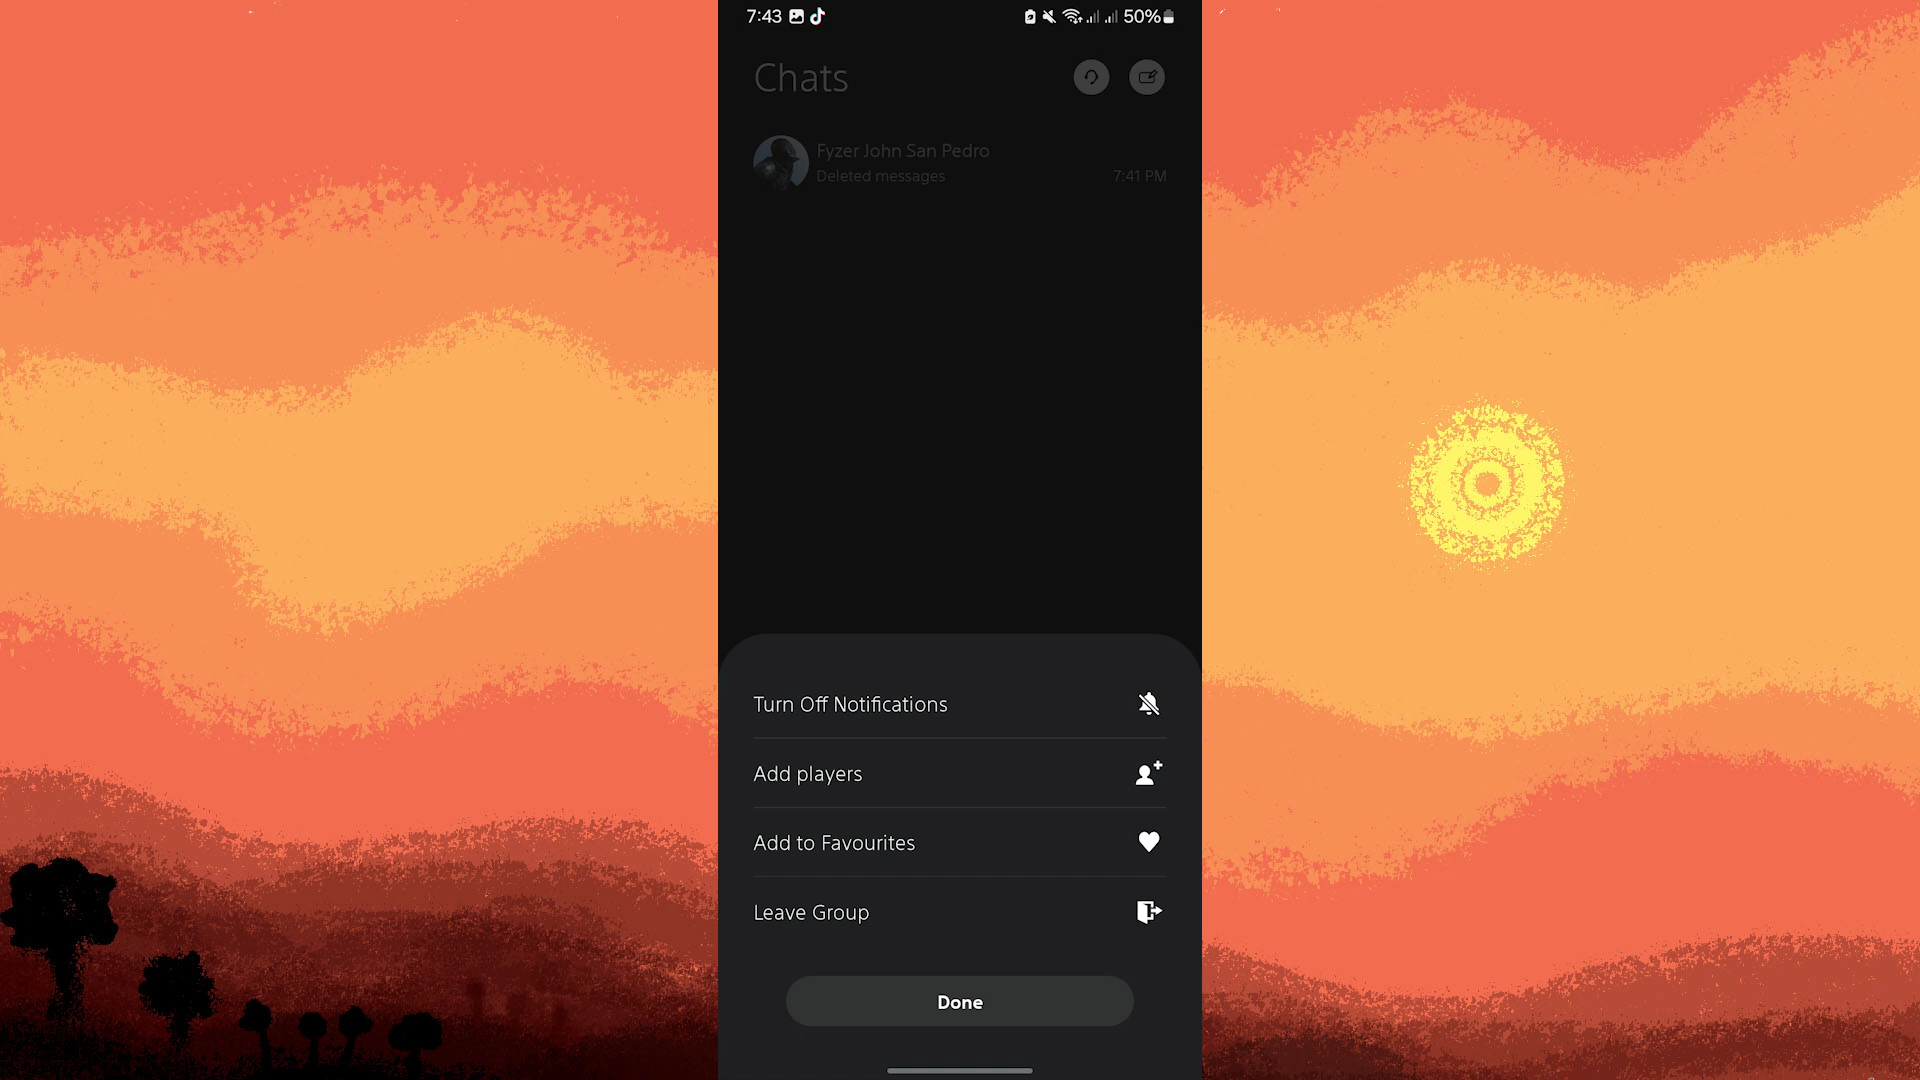 7:43 50%
Chats
Fyzer John San Pedro
Deleted messages 7:41 PM
Turn Off Notifications
Add players
Add to Favourites
Leave Group
Done